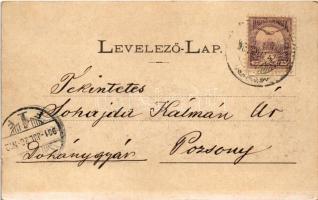 LEVELEZŐ-LAP.
Tekintetes
Sohajda Kálmán Úr
Dohánygyár Pozsony